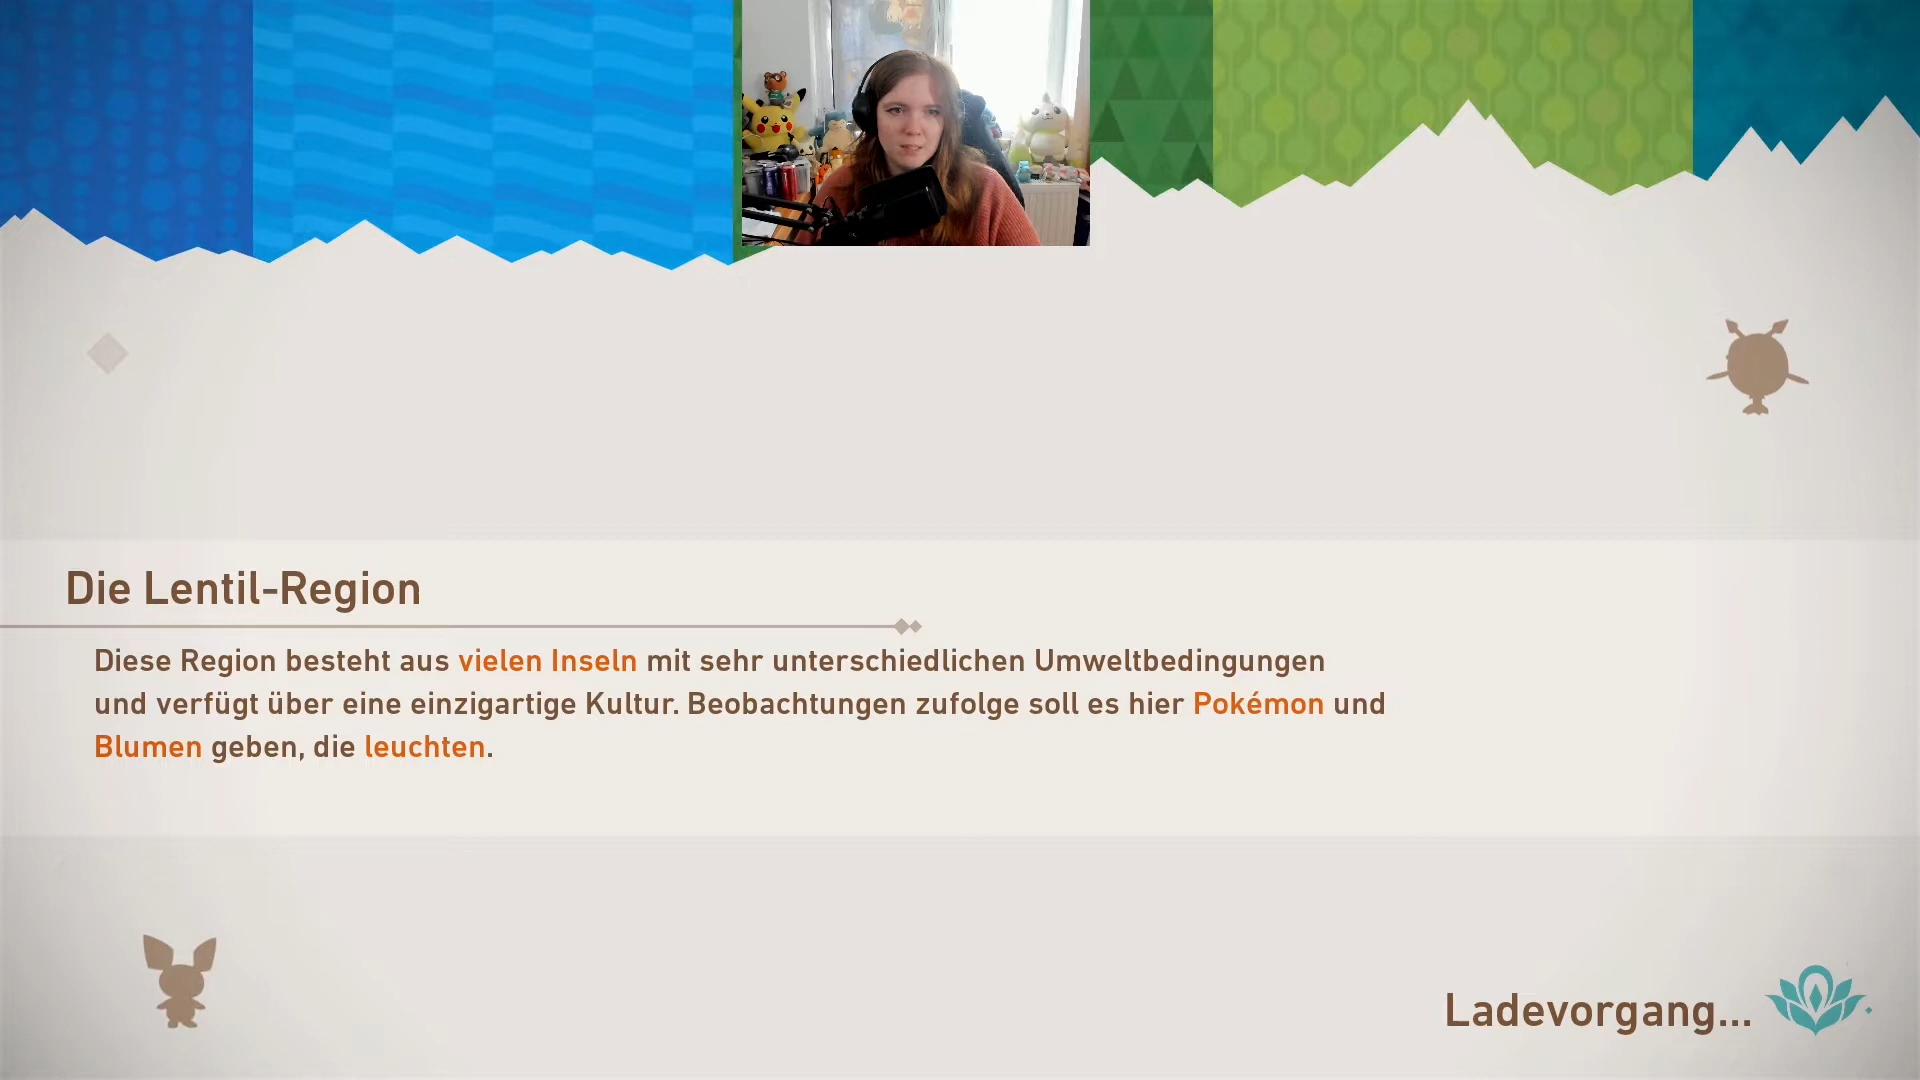 Die Lentil-Region
Diese Region besteht aus vielen Inseln mit sehr unterschiedlichen Umweltbedingungen
und verfügt über eine einzigartige Kultur. Beobachtungen zufolge soll es hier Pokémon und
Blumen geben, die leuchten.
Ladevorgang...